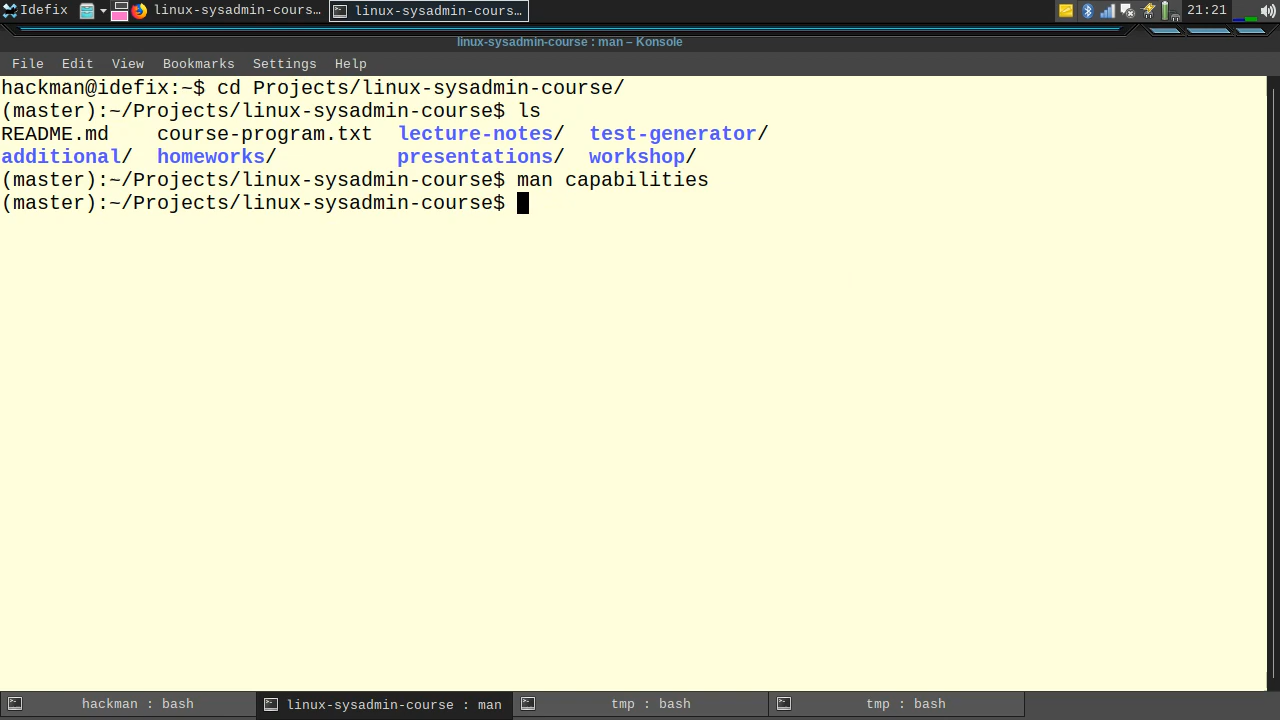 Idefix linux-sysadmin-cours… linux-sysadmin-cours… 21:21
linux-sysadmin-course : man – Konsole
File Edit View Bookmarks Settings Help
hackman@idefix:~$ cd Projects/linux-sysadmin-course/
(master):~/Projects/linux-sysadmin-course$ ls
README.md course-program.txt lecture-notes/ test-generator/
additional/ homeworks/ presentations/ workshop/
(master):~/Projects/linux-sysadmin-course$ man capabilities
(master):~/Projects/linux-sysadmin-course$
hackman : bash linux-sysadmin-course : man tmp : bash tmp : bash